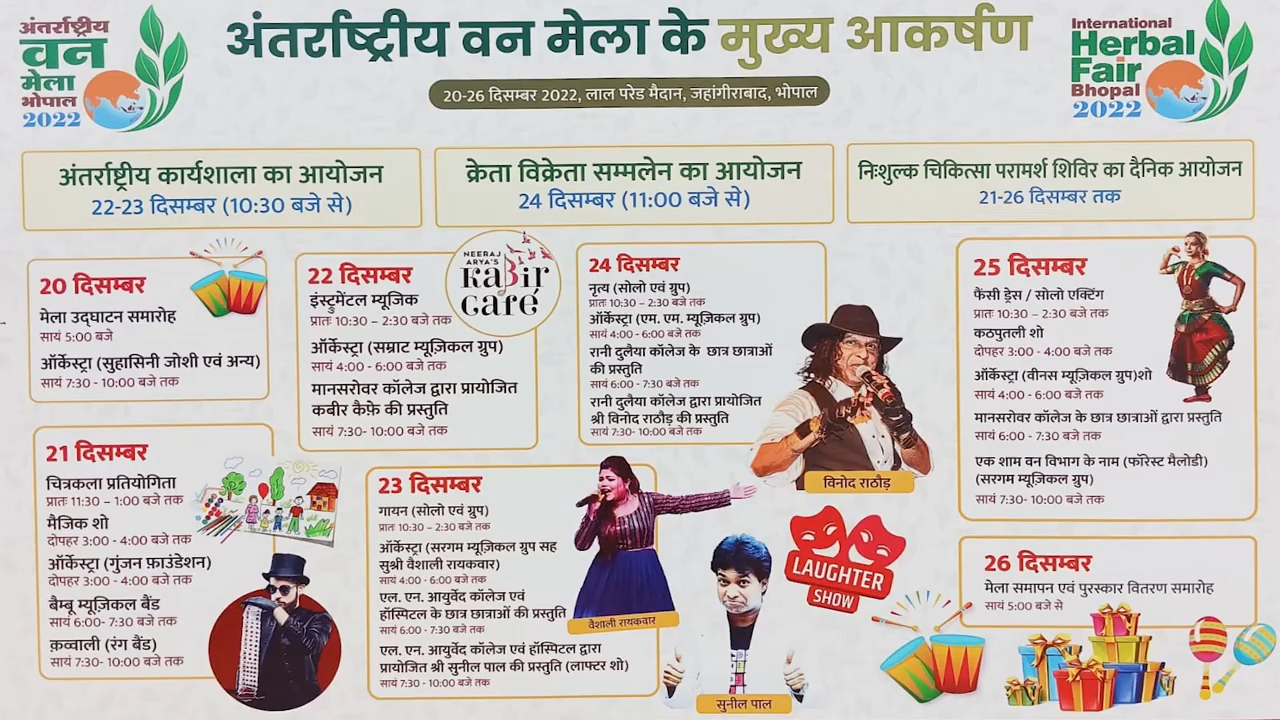 अंतर्राष्ट्रीय
वन
मेला
भोपाल
2022
अंतर्राष्ट्रीय वन मेला के मुख्य आकर्षण
20-26 दिसम्बर 2022, लाल परेड मैदान, जहांगीराबाद, भोपाल
International
Herbal
Fair
Bhopal
2022
अंतर्राष्ट्रीय कार्यशाला का आयोजन
22-23 दिसम्बर (10:30 बजे से)
क्रेता विक्रेता सम्मलेन का आयोजन
24 दिसम्बर (11:00 बजे से)
निःशुल्क चिकित्सा परामर्श शिविर का दैनिक आयोजन
21-26 दिसम्बर तक
20 दिसम्बर
मेला उद्घाटन समारोह
सायं 5:00 बजे
ऑर्केस्ट्रा (सुहासिनी जोशी एवं अन्य)
सायं 7:30 - 10:00 बजे तक
21 दिसम्बर
चित्रकला प्रतियोगिता
प्रातः 11:30 – 1:00 बजे तक
मैजिक शो
दोपहर 3:00 - 4:00 बजे तक
ऑर्केस्ट्रा (गुंजन फ़ाउंडेशन)
दोपहर 3:00 - 4:00 बजे तक
बैम्बू म्यूज़िकल बैंड
सायं 6:00- 7:30 बजे तक
क़व्वाली (रंग बैंड)
सायं 7:30- 10:00 बजे तक
22 दिसम्बर
इंस्ट्रुमेंटल म्यूजिक
प्रातः 10:30 – 2:30 बजे तक
ऑर्केस्ट्रा (सम्राट म्यूज़िकल ग्रुप)
सायं 4:00 - 6:00 बजे तक
मानसरोवर कॉलेज द्वारा प्रायोजित
कबीर कैफ़े की प्रस्तुति
सायं 7:30- 10:00 बजे तक
NEERAJ
ARYA'S
KABIR
café
23 दिसम्बर
गायन (सोलो एवं ग्रुप)
प्रातः 10:30 – 2:30 बजे तक
ऑर्केस्ट्रा (सरगम म्यूज़िकल ग्रुप सह
सुश्री वैशाली रायकवार)
सायं 4:00 - 6:00 बजे तक
एल. एन. आयुर्वेद कॉलेज एवं
हॉस्पिटल के छात्र छात्राओं की प्रस्तुति
सायं 6:00 - 7:30 बजे तक
एल. एन. आयुर्वेद कॉलेज एवं हॉस्पिटल द्वारा
प्रायोजित श्री सुनील पाल की प्रस्तुति (लाफ्टर शो)
सायं 7:30 - 10:00 बजे तक
वैशाली रायकवार
24 दिसम्बर
नृत्य (सोलो एवं ग्रुप)
प्रातः 10:30 – 2:30 बजे तक
ऑर्केस्ट्रा (एम. एम. म्यूज़िकल ग्रुप)
सायं 4:00 - 6:00 बजे तक
रानी दुलैया कॉलेज के छात्र छात्राओं
की प्रस्तुति
सायं 6:00 - 7:30 बजे तक
रानी दुलैया कॉलेज द्वारा प्रायोजित
श्री विनोद राठौड़ की प्रस्तुति
सायं 7:30- 10:00 बजे तक
विनोद राठौड़
LAUGHTER
SHOW
सुनील पाल
25 दिसम्बर
फैंसी ड्रेस / सोलो एक्टिंग
प्रातः 10:30 – 2:30 बजे तक
कठपुतली शो
दोपहर 3:00 - 4:00 बजे तक
ऑर्केस्ट्रा (वीनस म्यूज़िकल ग्रुप)शो
सायं 4:00 - 6:00 बजे तक
मानसरोवर कॉलेज के छात्र छात्राओं द्वारा प्रस्तुति
सायं 6:00 - 7:30 बजे तक
एक शाम वन विभाग के नाम (फॉरेस्ट मैलोडी)
(सरगम म्यूज़िकल ग्रुप)
सायं 7:30- 10:00 बजे तक
26 दिसम्बर
मेला समापन एवं पुरस्कार वितरण समारोह
सायं 5:00 बजे से